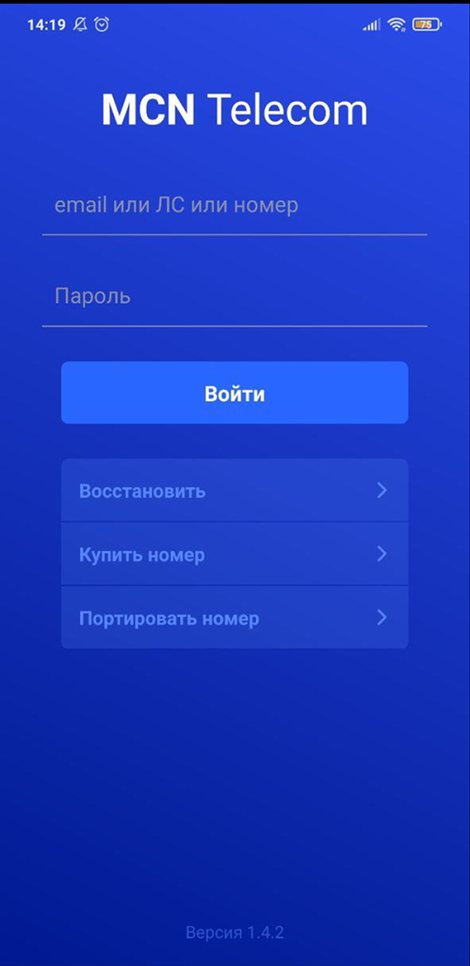 14:19
75
MCN Telecom
email или ЛС или номер
Пароль
Войти
Восстановить
Купить номер
Портировать номер
Версия 1.4.2